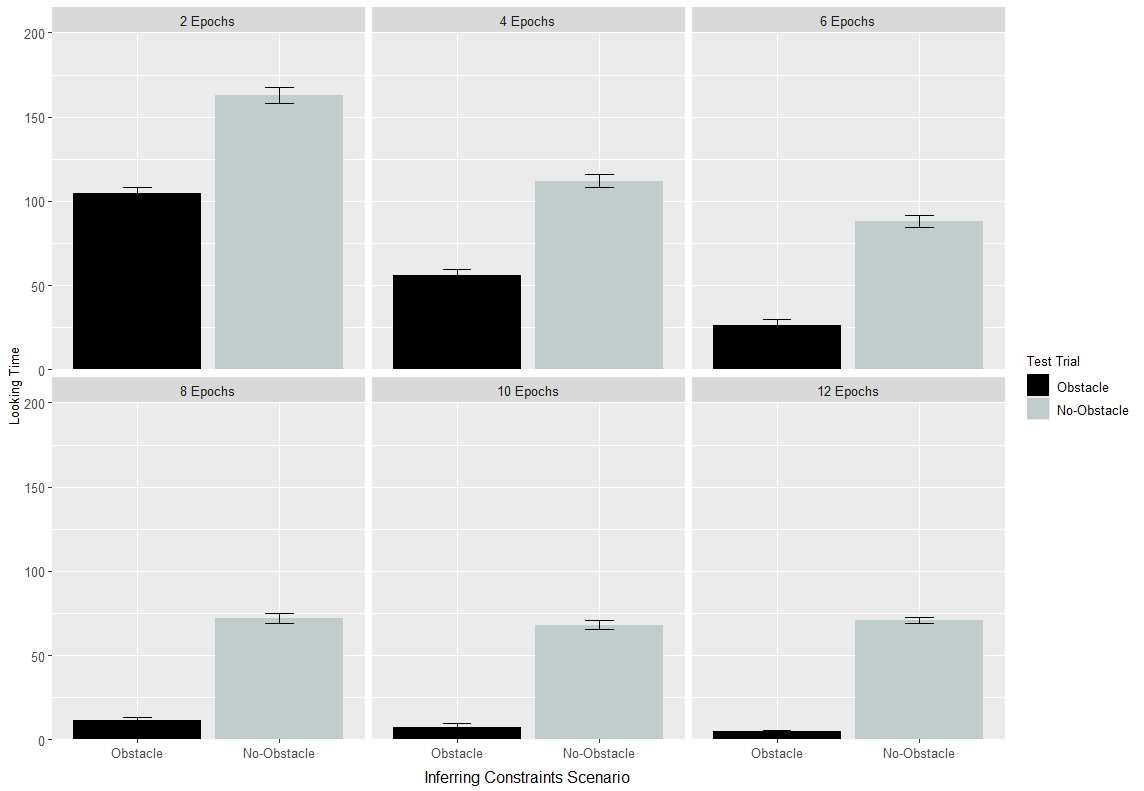 2 Epochs
4 Epochs
6 Epochs
200
150
100
50
0
8 Epochs
10 Epochs
12 Epochs
200
150
100
50
0
Looking Time
Obstacle
No-Obstacle
Obstacle
No-Obstacle
Obstacle
No-Obstacle
Inferring Constraints Scenario
Test Trial
Obstacle
No-Obstacle